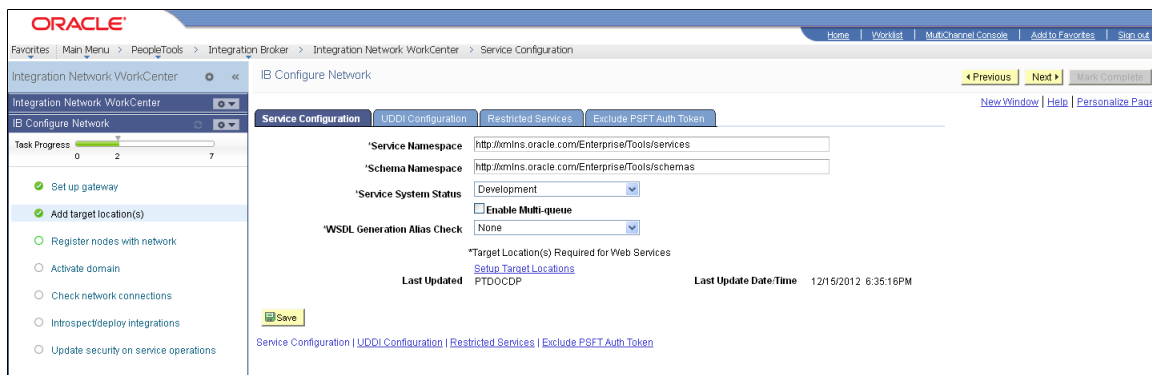 ORACLE'
Home | Worklist | MultiChannel Console | Add to Favorites | Sign out
Favorites | Main Menu > PeopleTools > Integration Broker > Integration Network WorkCenter > Service Configuration
Integration Network WorkCenter
IB Configure Network
Previous Next Mark Complete
Integration Network WorkCenter
New Window | Help | Personalize Page
IB Configure Network
Service Configuration UDDI Configuration Restricted Services Exclude PSFT Auth Token
Task Progress
0 2 7
*Service Namespace http://xmlns.oracle.com/Enterprise/Tools/services
*Schema Namespace http://xmlns.oracle.com/Enterprise/Tools/schemas
Set up gateway
*Service System Status Development
Enable Multi-queue
Add target location(s)
*WSDL Generation Alias Check None
Register nodes with network
*Target Location(s) Required for Web Services
Activate domain
Setup Target Locations
Last Updated PTDOCDP Last Update Date/Time 12/15/2012 6:35:16PM
Check network connections
Introspect/deploy integrations
Save
Update security on service operations
Service Configuration | UDDI Configuration | Restricted Services | Exclude PSFT Auth Token